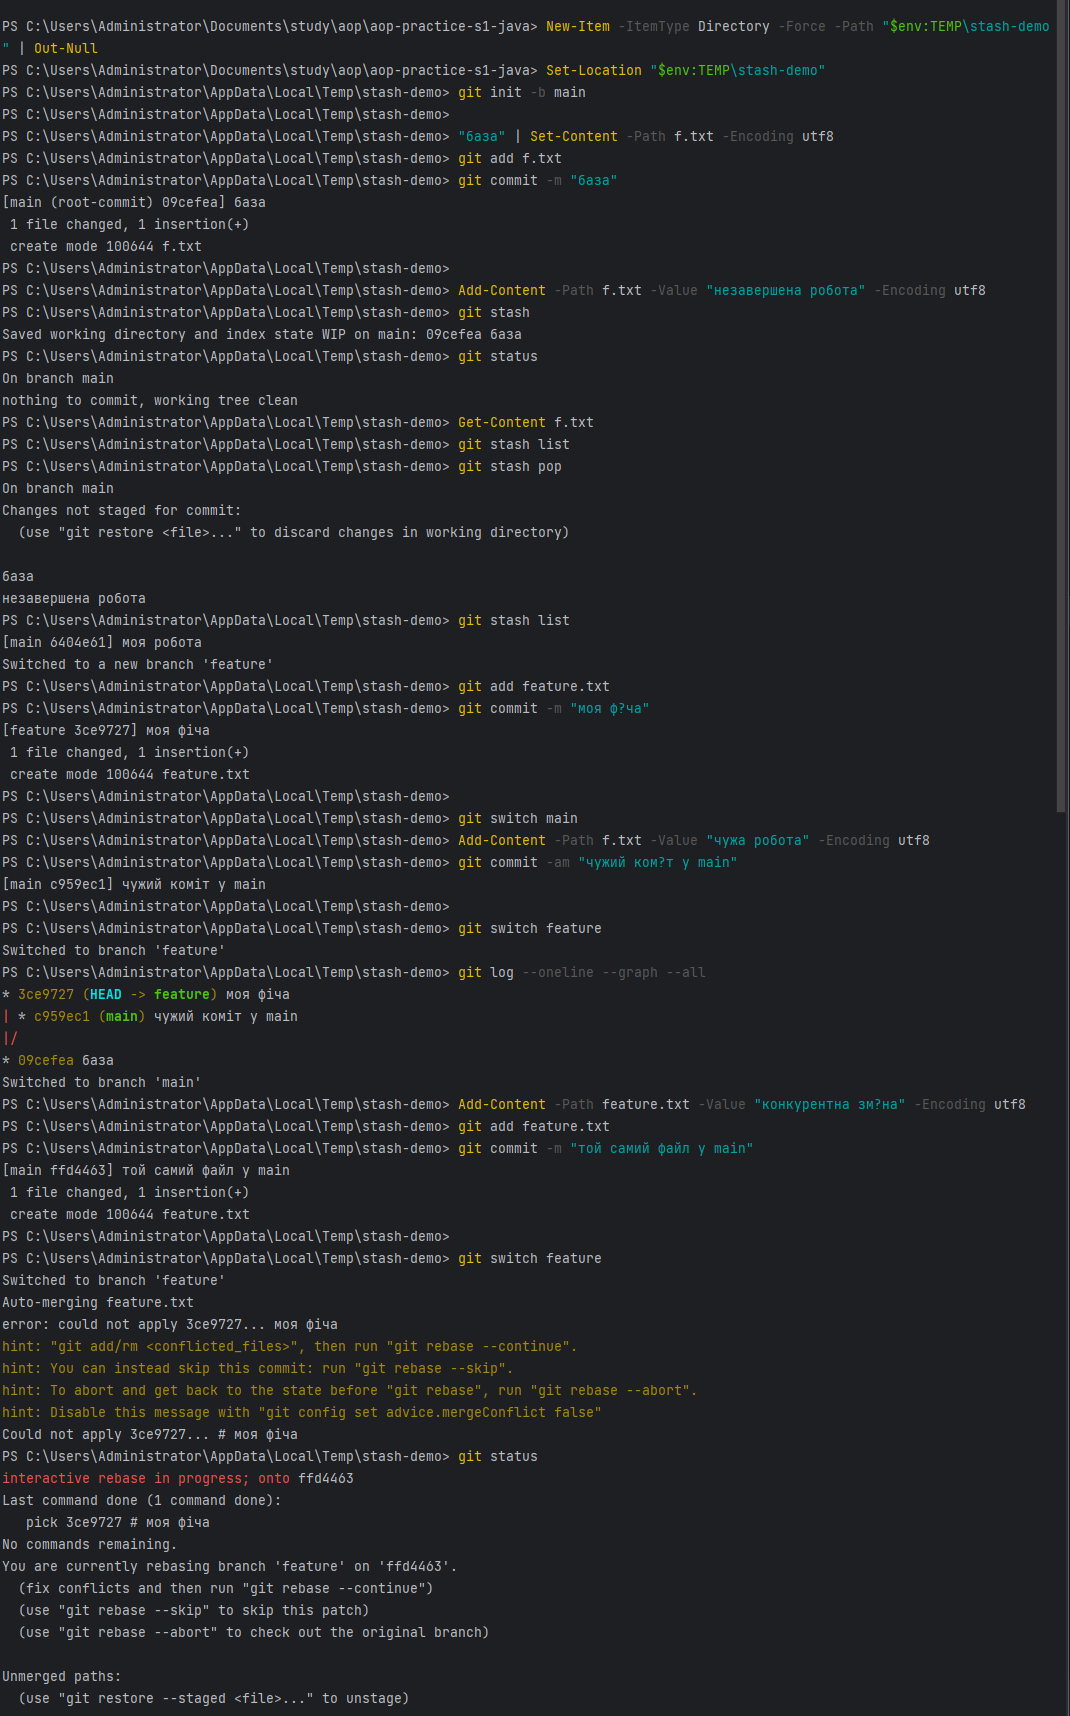 PS C:\Users\Administrator\Documents\study\aop\aop-practice-s1-java> New-Item -ItemType Directory -Force -Path "$env:TEMP\stash-demo
" | Out-Null
PS C:\Users\Administrator\Documents\study\aop\aop-practice-s1-java> Set-Location "$env:TEMP\stash-demo"
PS C:\Users\Administrator\AppData\Local\Temp\stash-demo> git init -b main
PS C:\Users\Administrator\AppData\Local\Temp\stash-demo>
PS C:\Users\Administrator\AppData\Local\Temp\stash-demo> "база" | Set-Content -Path f.txt -Encoding utf8
PS C:\Users\Administrator\AppData\Local\Temp\stash-demo> git add f.txt
PS C:\Users\Administrator\AppData\Local\Temp\stash-demo> git commit -m "база"
[main (root-commit) 09cefea] база
 1 file changed, 1 insertion(+)
 create mode 100644 f.txt
PS C:\Users\Administrator\AppData\Local\Temp\stash-demo>
PS C:\Users\Administrator\AppData\Local\Temp\stash-demo> Add-Content -Path f.txt -Value "незавершена робота" -Encoding utf8
PS C:\Users\Administrator\AppData\Local\Temp\stash-demo> git stash
Saved working directory and index state WIP on main: 09cefea база
PS C:\Users\Administrator\AppData\Local\Temp\stash-demo> git status
On branch main
nothing to commit, working tree clean
PS C:\Users\Administrator\AppData\Local\Temp\stash-demo> Get-Content f.txt
PS C:\Users\Administrator\AppData\Local\Temp\stash-demo> git stash list
PS C:\Users\Administrator\AppData\Local\Temp\stash-demo> git stash pop
On branch main
Changes not staged for commit:
  (use "git restore <file>..." to discard changes in working directory)

база
незавершена робота
PS C:\Users\Administrator\AppData\Local\Temp\stash-demo> git stash list
[main 6404e61] моя робота
Switched to a new branch 'feature'
PS C:\Users\Administrator\AppData\Local\Temp\stash-demo> git add feature.txt
PS C:\Users\Administrator\AppData\Local\Temp\stash-demo> git commit -m "моя ф?ча"
[feature 3ce9727] моя фіча
 1 file changed, 1 insertion(+)
 create mode 100644 feature.txt
PS C:\Users\Administrator\AppData\Local\Temp\stash-demo>
PS C:\Users\Administrator\AppData\Local\Temp\stash-demo> git switch main
PS C:\Users\Administrator\AppData\Local\Temp\stash-demo> Add-Content -Path f.txt -Value "чужа робота" -Encoding utf8
PS C:\Users\Administrator\AppData\Local\Temp\stash-demo> git commit -am "чужий ком?т у main"
[main c959ec1] чужий коміт у main
PS C:\Users\Administrator\AppData\Local\Temp\stash-demo>
PS C:\Users\Administrator\AppData\Local\Temp\stash-demo> git switch feature
Switched to branch 'feature'
PS C:\Users\Administrator\AppData\Local\Temp\stash-demo> git log --oneline --graph --all
* 3ce9727 (HEAD -> feature) моя фіча
| * c959ec1 (main) чужий коміт у main
|/
* 09cefea база
Switched to branch 'main'
PS C:\Users\Administrator\AppData\Local\Temp\stash-demo> Add-Content -Path feature.txt -Value "конкурентна зм?на" -Encoding utf8
PS C:\Users\Administrator\AppData\Local\Temp\stash-demo> git add feature.txt
PS C:\Users\Administrator\AppData\Local\Temp\stash-demo> git commit -m "той самий файл у main"
[main ffd4463] той самий файл у main
 1 file changed, 1 insertion(+)
 create mode 100644 feature.txt
PS C:\Users\Administrator\AppData\Local\Temp\stash-demo>
PS C:\Users\Administrator\AppData\Local\Temp\stash-demo> git switch feature
Switched to branch 'feature'
Auto-merging feature.txt
error: could not apply 3ce9727... моя фіча
hint: "git add/rm <conflicted_files>", then run "git rebase --continue".
hint: You can instead skip this commit: run "git rebase --skip".
hint: To abort and get back to the state before "git rebase", run "git rebase --abort".
hint: Disable this message with "git config set advice.mergeConflict false"
Could not apply 3ce9727... # моя фіча
PS C:\Users\Administrator\AppData\Local\Temp\stash-demo> git status
interactive rebase in progress; onto ffd4463
Last command done (1 command done):
   pick 3ce9727 # моя фіча
No commands remaining.
You are currently rebasing branch 'feature' on 'ffd4463'.
  (fix conflicts and then run "git rebase --continue")
  (use "git rebase --skip" to skip this patch)
  (use "git rebase --abort" to check out the original branch)

Unmerged paths:
  (use "git restore --staged <file>..." to unstage)